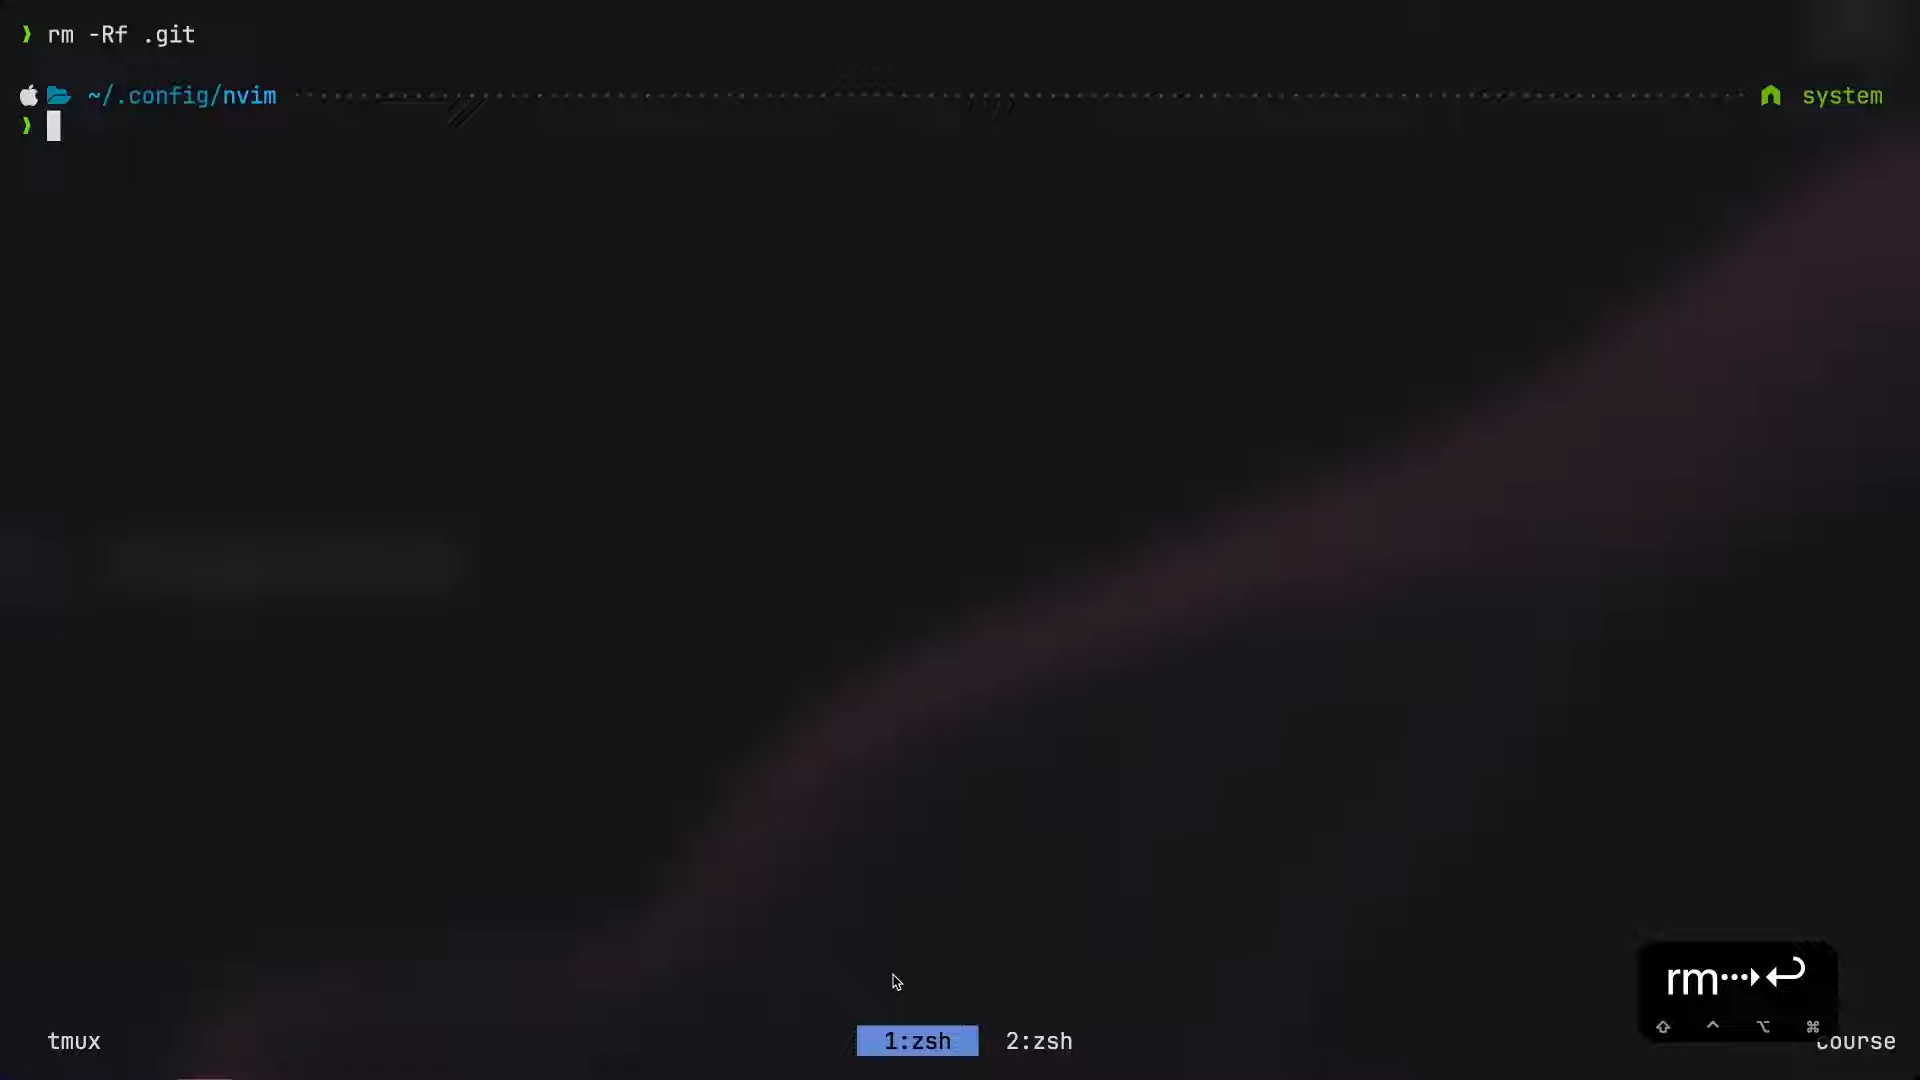 ❯ rm -Rf .git
~/.config/nvim system
❯
rm⋯▸↩
⇧ ^ ⌥ ⌘
tmux 1:zsh 2:zsh course